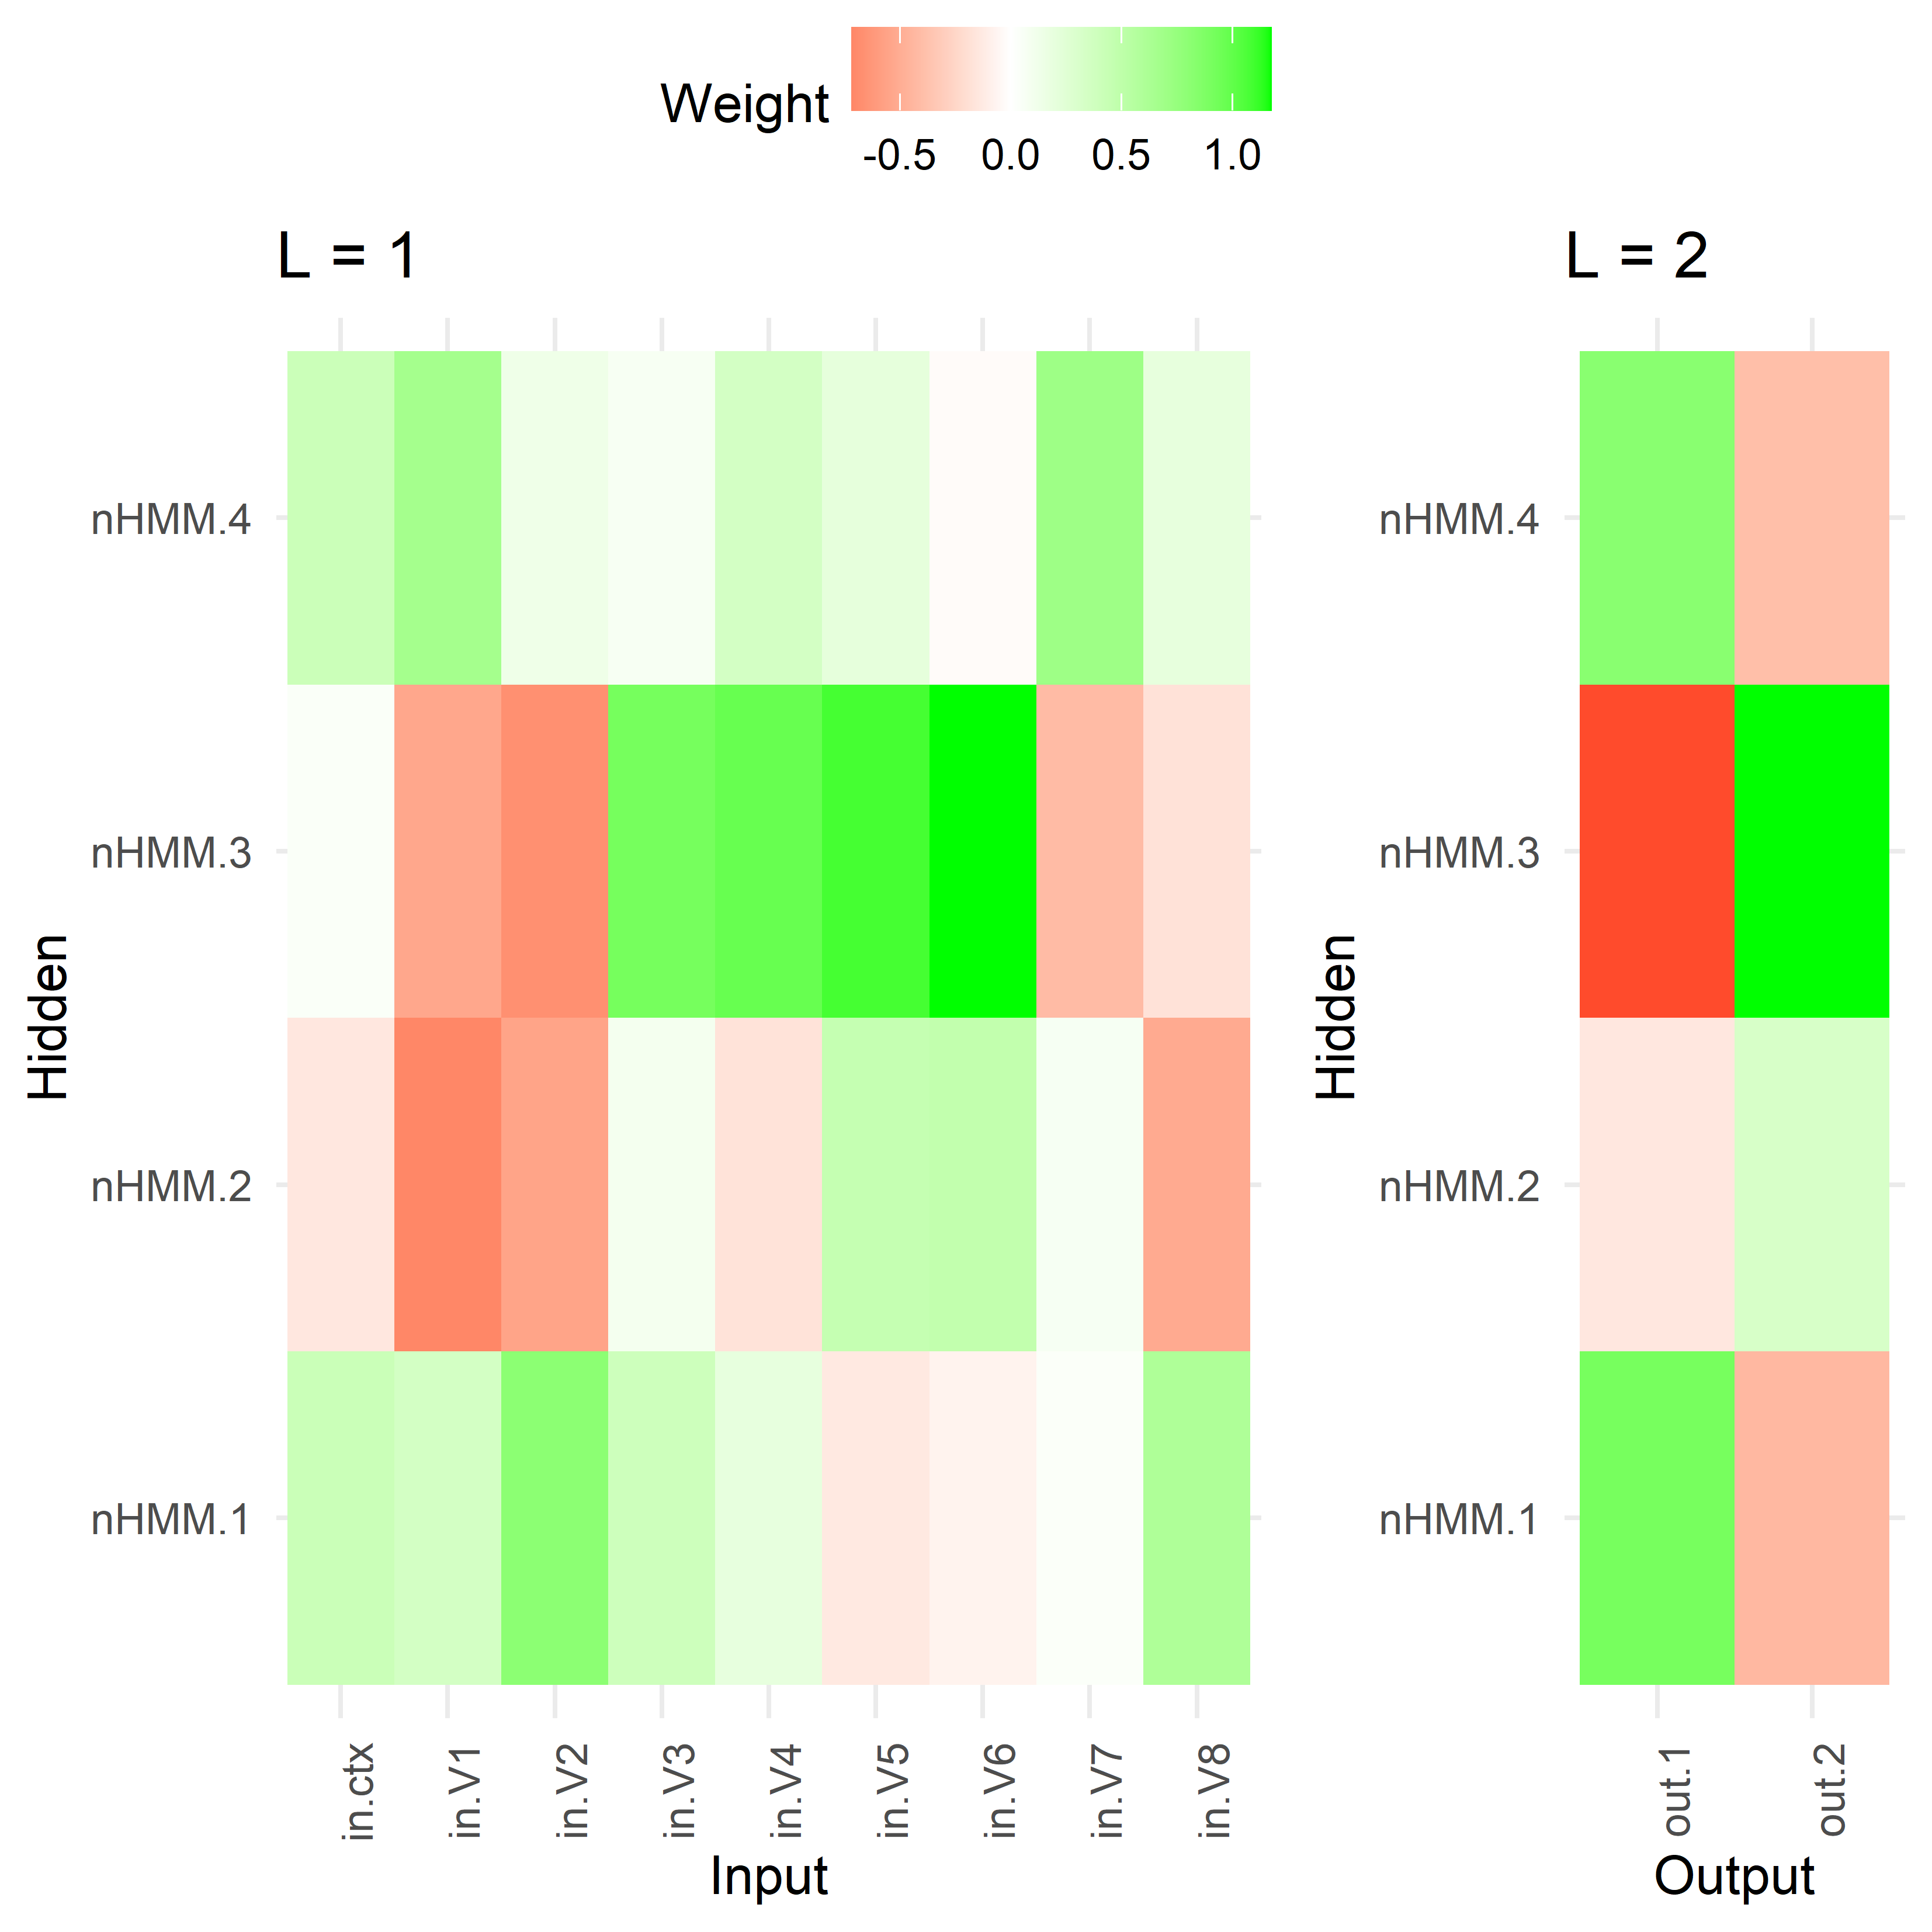 Weight
-0.5 0.0 0.5 1.0
L = 1
L = 2
nHMM.4
nHMM.3
nHMM.2
nHMM.1
Hidden
in.ctx in.V1 in.V2 in.V3 in.V4 in.V5 in.V6 in.V7 in.V8
Input
nHMM.4
nHMM.3
nHMM.2
nHMM.1
Hidden
out.1 out.2
Output